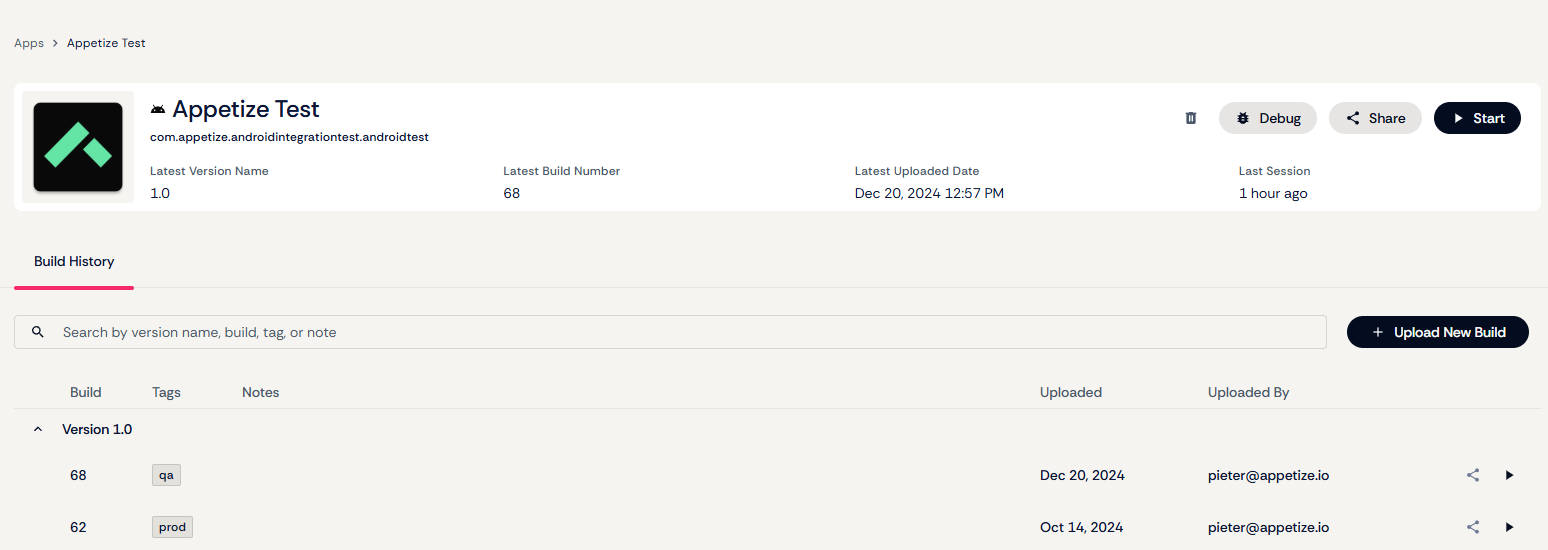 Apps > Appetize Test
Appetize Test
Debug
Share
Start
com.appetize.androidintegrationtest.androidtest
Latest Version Name
Latest Build Number
Latest Uploaded Date
Last Session
1.0
68
Dec 20, 2024 12:57 PM
1 hour ago
Build History
Search by version name, build, tag, or note
+ Upload New Build
Build Tags Notes Uploaded Uploaded By
Version 1.0
68 qa Dec 20, 2024 pieter@appetize.io
62 prod Oct 14, 2024 pieter@appetize.io